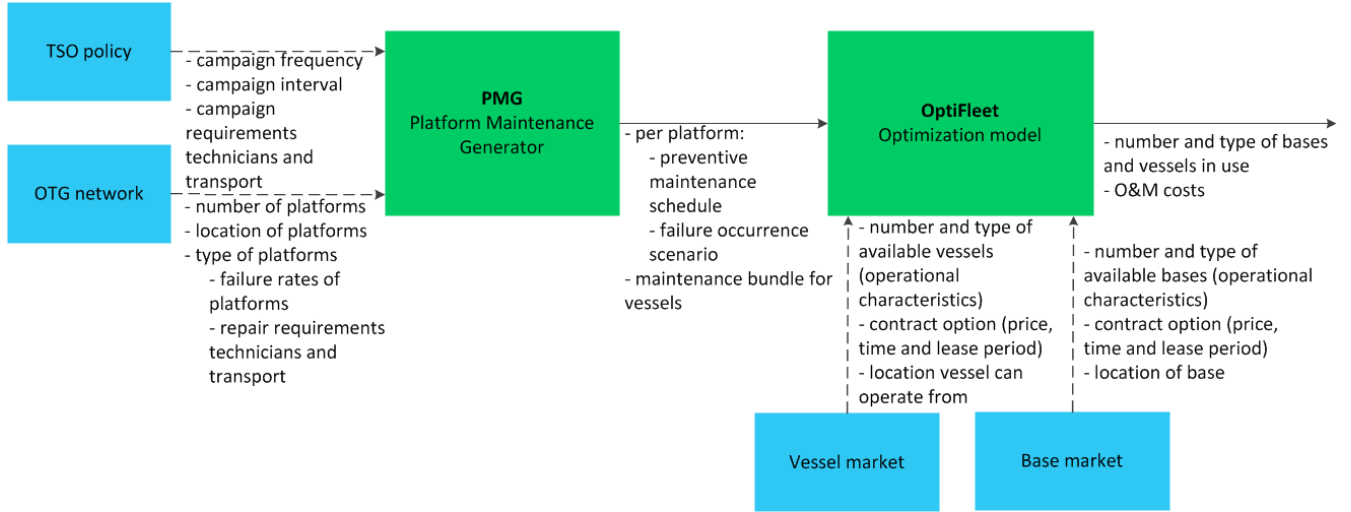 TSO policy
- campaign frequency
- campaign interval
- campaign
requirements
technicians and
transport
OTG network
- number of platforms
- location of platforms
- type of platforms
- failure rates of
platforms
- repair requirements
technicians and
transport
PMG
Platform Maintenance
Generator
- per platform:
- preventive
maintenance
schedule
- failure occurrence
scenario
- maintenance bundle for
vessels
OptiFleet
Optimization model
- number and type of bases
and vessels in use
- O&M costs
- number and type of
available vessels
(operational
characteristics)
- contract option (price,
time and lease period)
- location vessel can
operate from
- number and type of
available bases (operational
characteristics)
- contract option (price,
time and lease period)
- location of base
Vessel market
Base market